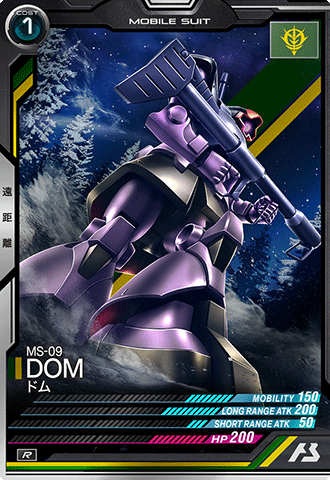 COST
1
MOBILE SUIT
遠距離
MS-09
DOM
ドム
MOBILITY 150
LONG RANGE ATK 200
SHORT RANGE ATK 50
HP 200
R